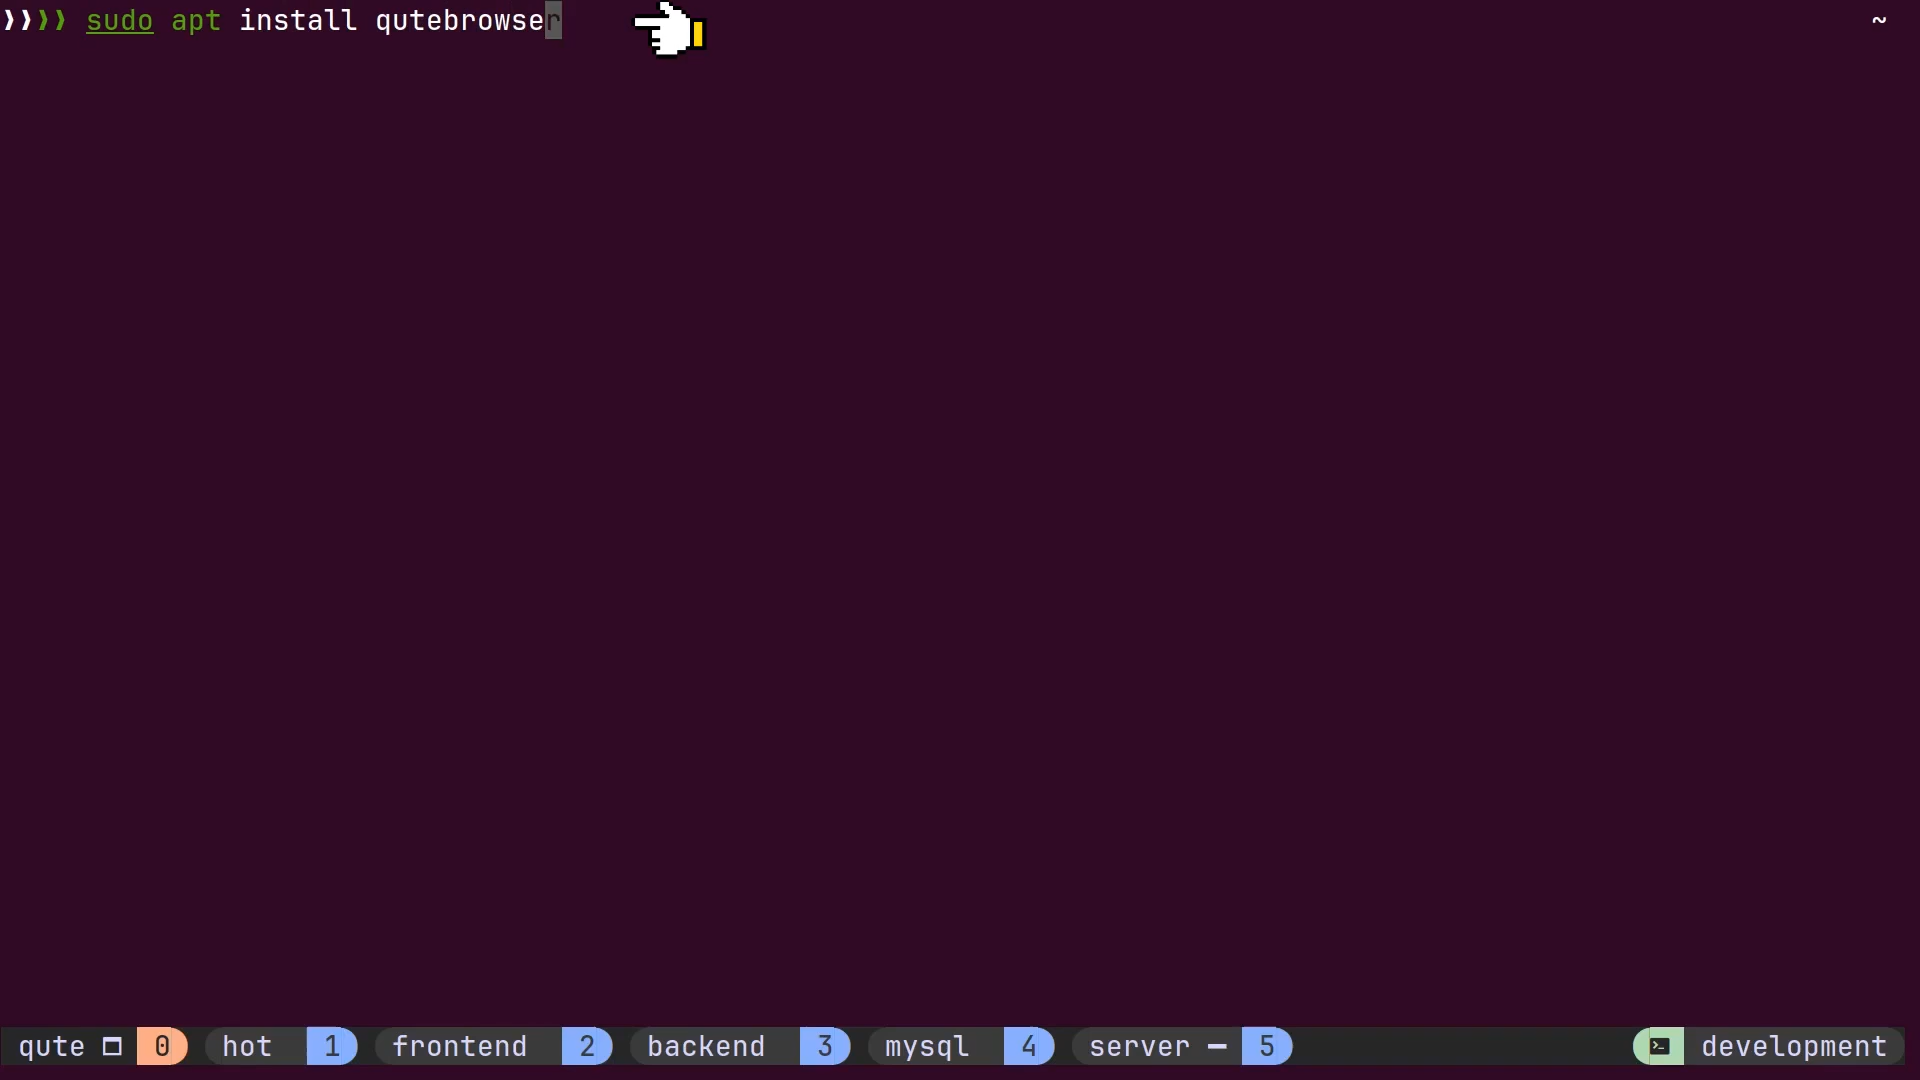 ❯❯❯❯ sudo apt install qutebrowser ~
qute 0 hot 1 frontend 2 backend 3 mysql 4 server 5 development